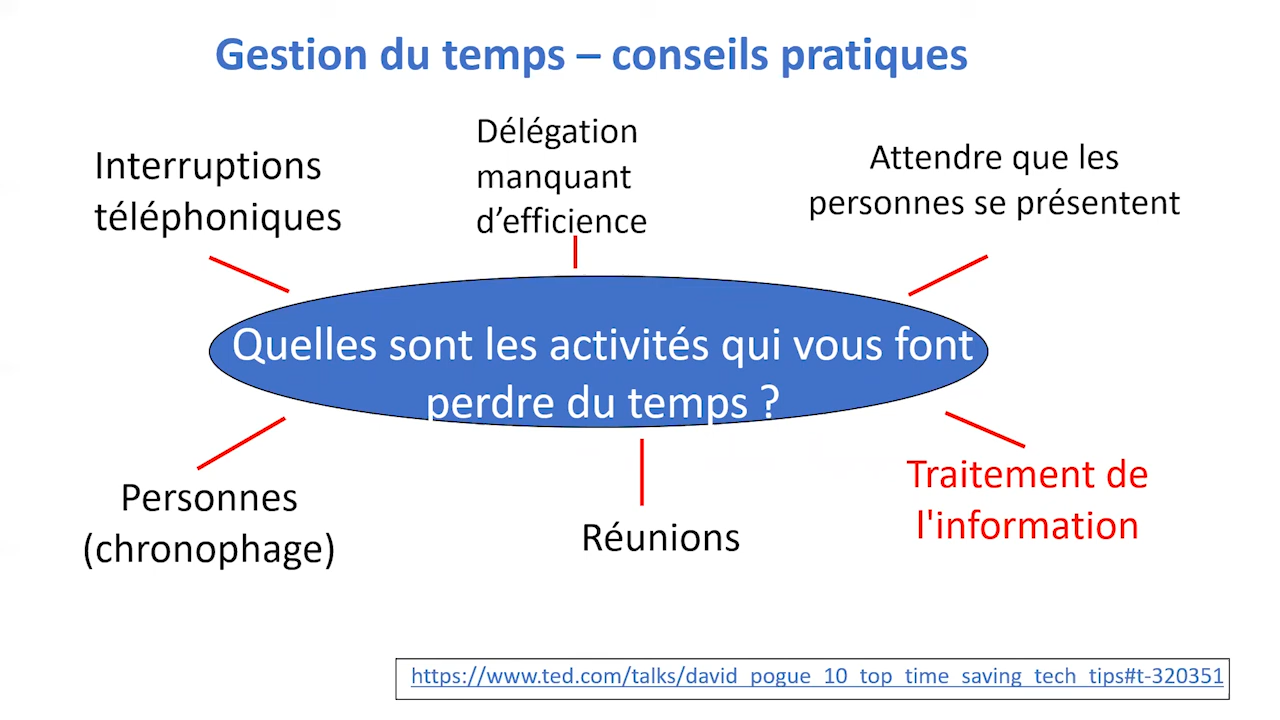 Gestion du temps – conseils pratiques
Interruptions
téléphoniques
Délégation
manquant
d’efficience
Attendre que les
personnes se présentent
Quelles sont les activités qui vous font
perdre du temps ?
Personnes
(chronophage)
Réunions
Traitement de
l'information
https://www.ted.com/talks/david_pogue_10_top_time_saving_tech_tips#t-320351